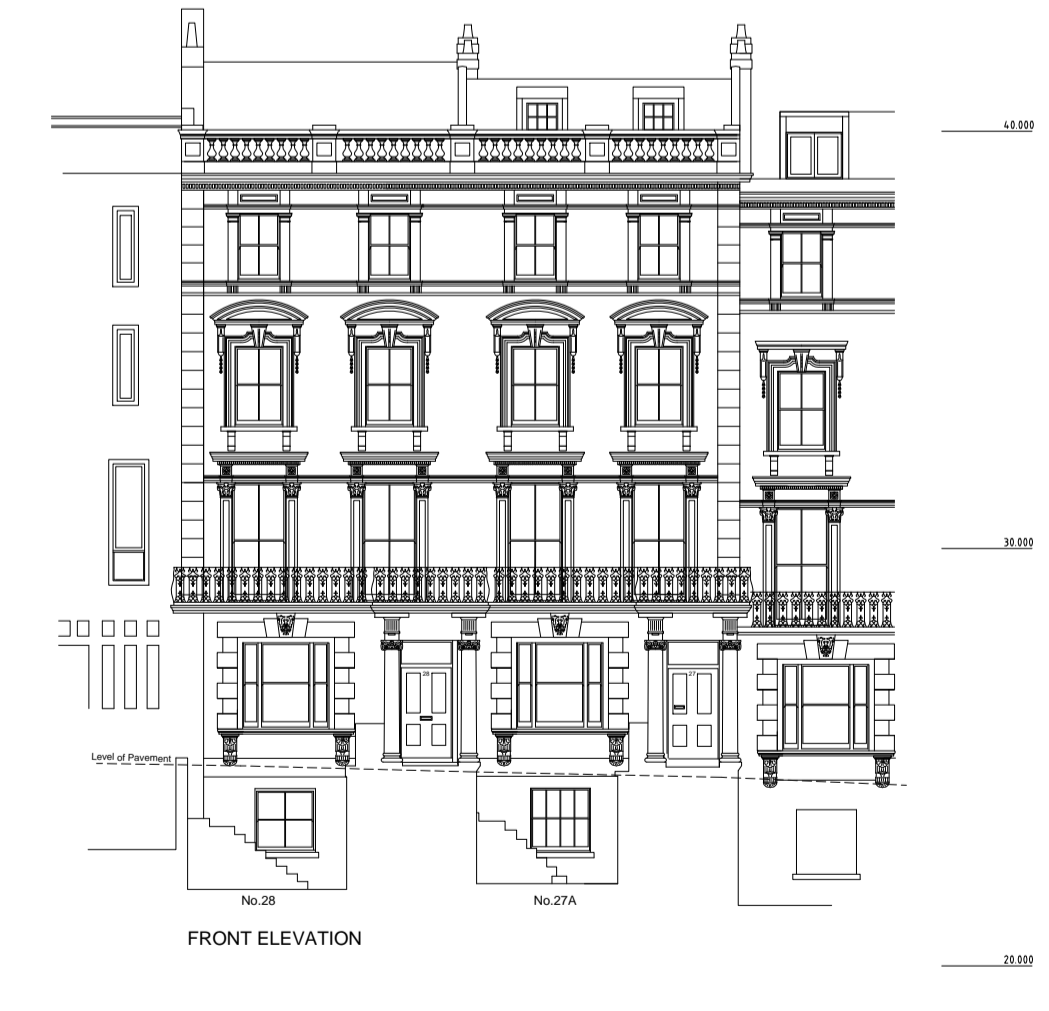 40.000
30.000
28
27
Level of Pavement
No.28
No.27A
FRONT ELEVATION
20.000